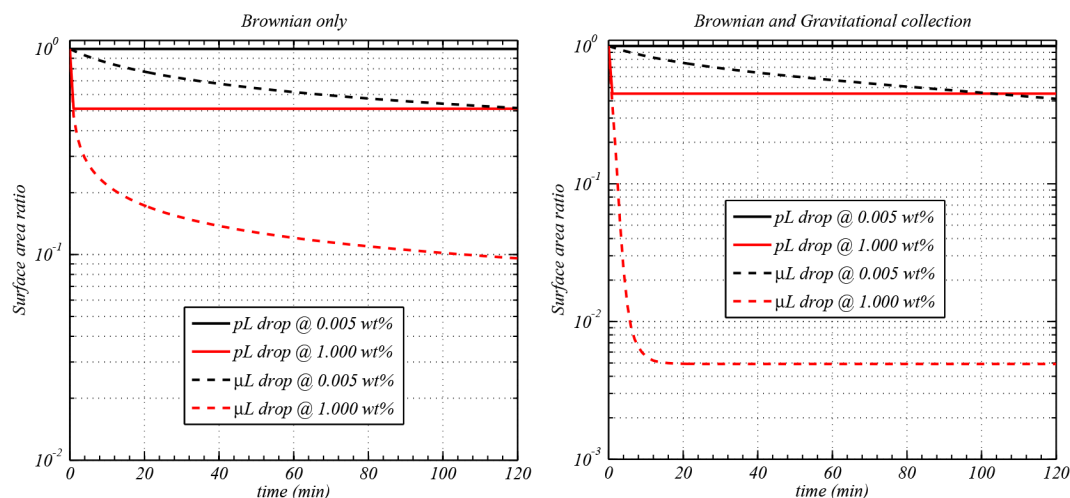 Brownian only
10^0
10^-1
10^-2
Surface area ratio
0 20 40 60 80 100 120
time (min)
pL drop @ 0.005 wt%
pL drop @ 1.000 wt%
μL drop @ 0.005 wt%
μL drop @ 1.000 wt%
Brownian and Gravitational collection
10^0
10^-1
10^-2
10^-3
Surface area ratio
0 20 40 60 80 100 120
time (min)
pL drop @ 0.005 wt%
pL drop @ 1.000 wt%
μL drop @ 0.005 wt%
μL drop @ 1.000 wt%